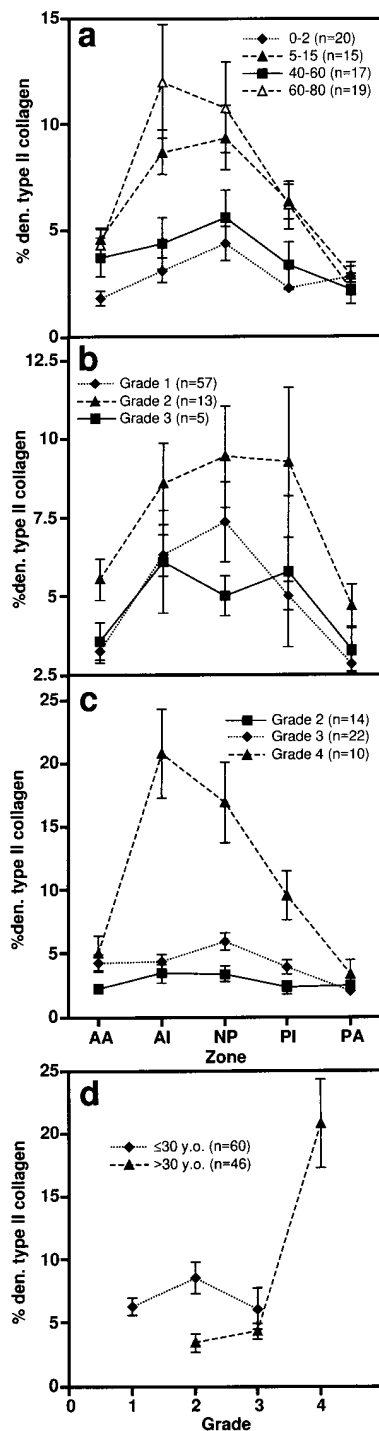 a
0-2 (n=20)
5-15 (n=15)
40-60 (n=17)
60-80 (n=19)
% den. type II collagen
15
10
5
0
b
Grade 1 (n=57)
Grade 2 (n=13)
Grade 3 (n=5)
%den. type II collagen
12.5
10
7.5
5
2.5
c
Grade 2 (n=14)
Grade 3 (n=22)
Grade 4 (n=10)
%den. type II collagen
25
20
15
10
5
0
AA AI NP PI PA
Zone
d
≤30 y.o. (n=60)
>30 y.o. (n=46)
% den. type II collagen
25
20
15
10
5
0
0 1 2 3 4
Grade